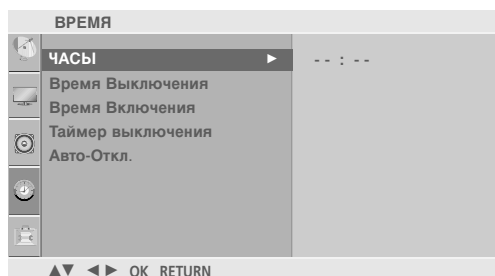 ВРЕМЯ
ЧАСЫ ► - - : - -
Время Выключения
Время Включения
Таймер выключения
Авто-Откл.
▲▼ ◄► OK RETURN